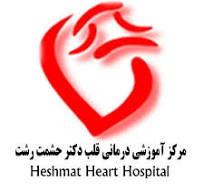 مرکز آموزشی درمانی قلب دکتر حشمت رشت
Heshmat Heart Hospital